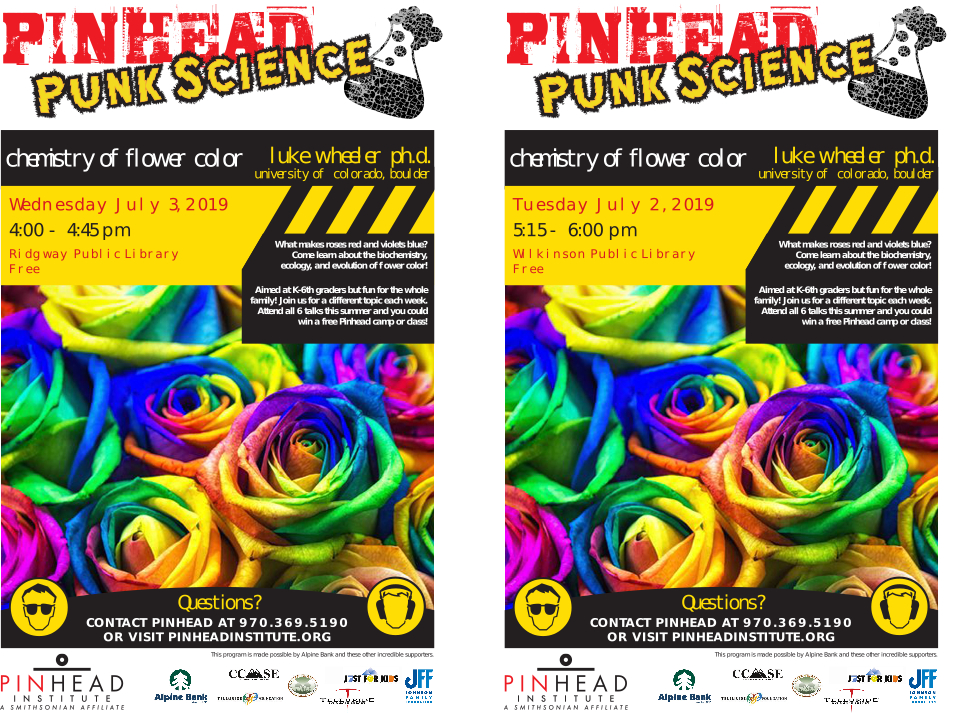 PINHEAD
PUNK SCIENCE
chemistry of flower color
luke wheeler ph.d.
university of colorado, boulder
Wednesday July 3, 2019
4:00 - 4:45 pm
Ridgway Public Library
Free
What makes roses red and violets blue?
Come learn about the biochemistry,
ecology, and evolution of f ower color!
Aimed at K-6th graders but fun for the whole
family! Join us for a different topic each week.
Attend all 6 talks this summer and you could
win a free Pinhead camp or class!
Questions?
CONTACT PINHEAD AT 970.369.5190
OR VISIT PINHEADINSTITUTE.ORG
This program is made possible by Alpine Bank and these other incredible supporters.
PINHEAD
INSTITUTE
A SMITHSONIAN AFFILIATE
Alpine Bank
JUST FOR KIDS
JFF
JOHNSON
FAMILY
PINHEAD
PUNK SCIENCE
chemistry of flower color
luke wheeler ph.d.
university of colorado, boulder
Tuesday July 2, 2019
5:15 - 6:00 pm
Wilkinson Public Library
Free
What makes roses red and violets blue?
Come learn about the biochemistry,
ecology, and evolution of f ower color!
Aimed at K-6th graders but fun for the whole
family! Join us for a different topic each week.
Attend all 6 talks this summer and you could
win a free Pinhead camp or class!
Questions?
CONTACT PINHEAD AT 970.369.5190
OR VISIT PINHEADINSTITUTE.ORG
This program is made possible by Alpine Bank and these other incredible supporters.
PINHEAD
INSTITUTE
A SMITHSONIAN AFFILIATE
Alpine Bank
JUST FOR KIDS
JFF
JOHNSON
FAMILY